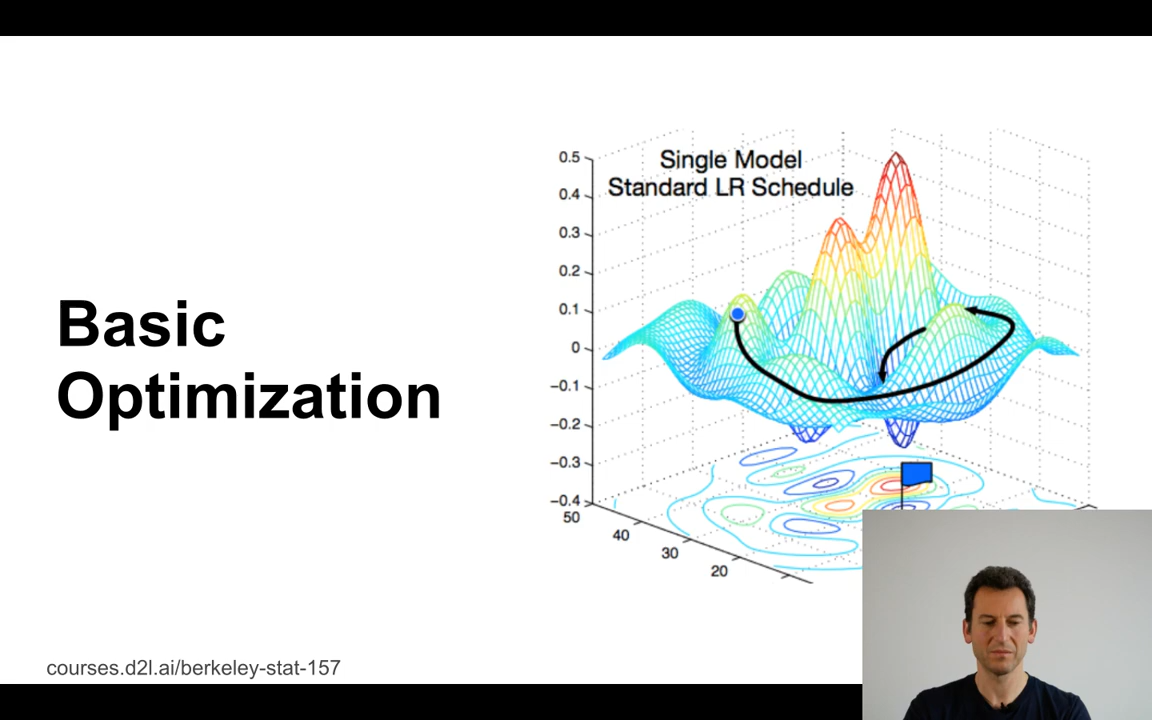 Single Model
Standard LR Schedule
0.5
0.4
0.3
0.2
0.1
0
−0.1
−0.2
−0.3
−0.4
50
40
30
20
Basic
Optimization
courses.d2l.ai/berkeley-stat-157